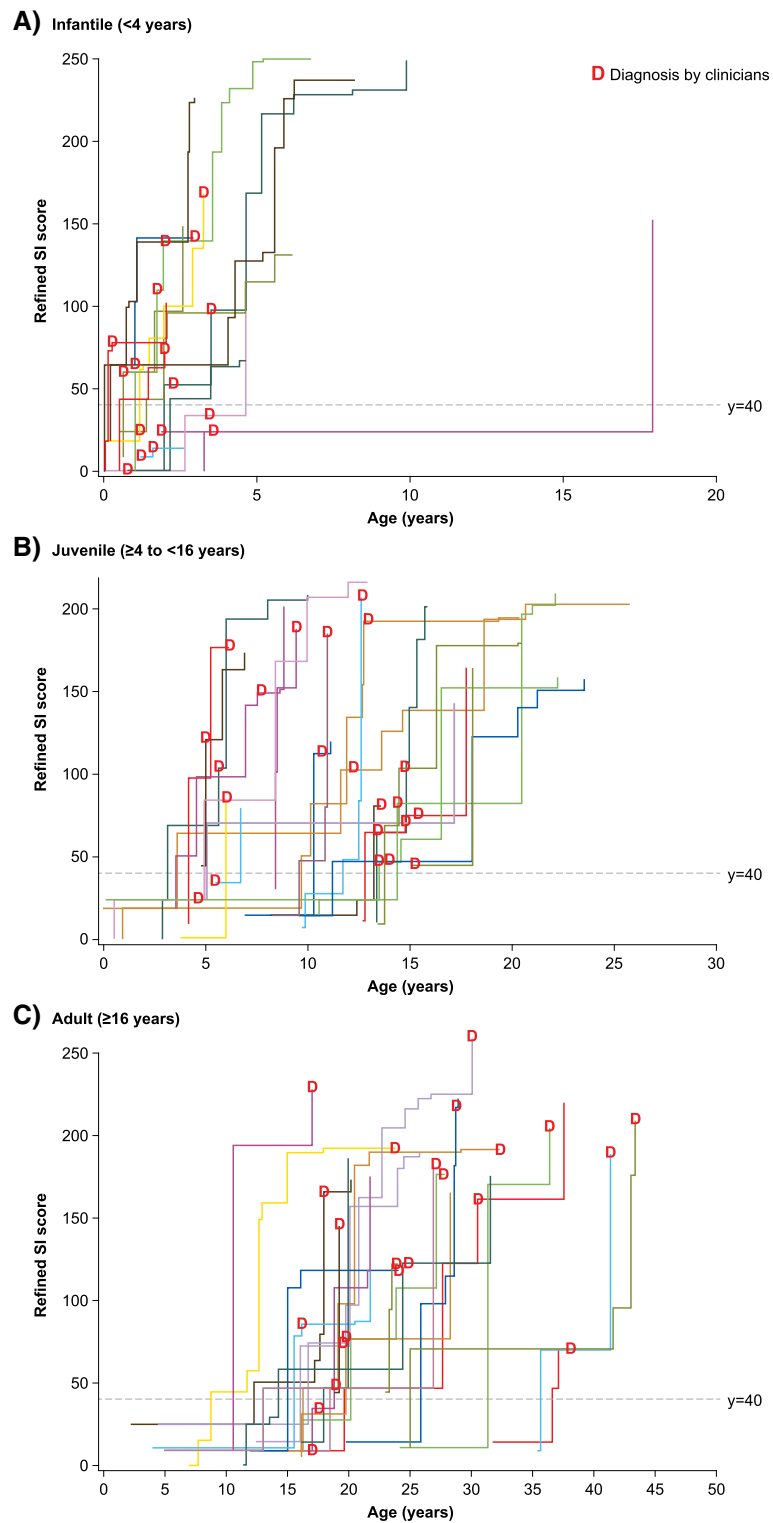 A) Infantile (<4 years)
D Diagnosis by clinicians
Refined SI score
250
200
150
100
50
0
y=40
0 5 10 15 20
Age (years)
B) Juvenile (≥4 to <16 years)
Refined SI score
200
150
100
50
0
y=40
0 5 10 15 20 25 30
Age (years)
C) Adult (≥16 years)
Refined SI score
250
200
150
100
50
0
y=40
0 5 10 15 20 25 30 35 40 45 50
Age (years)